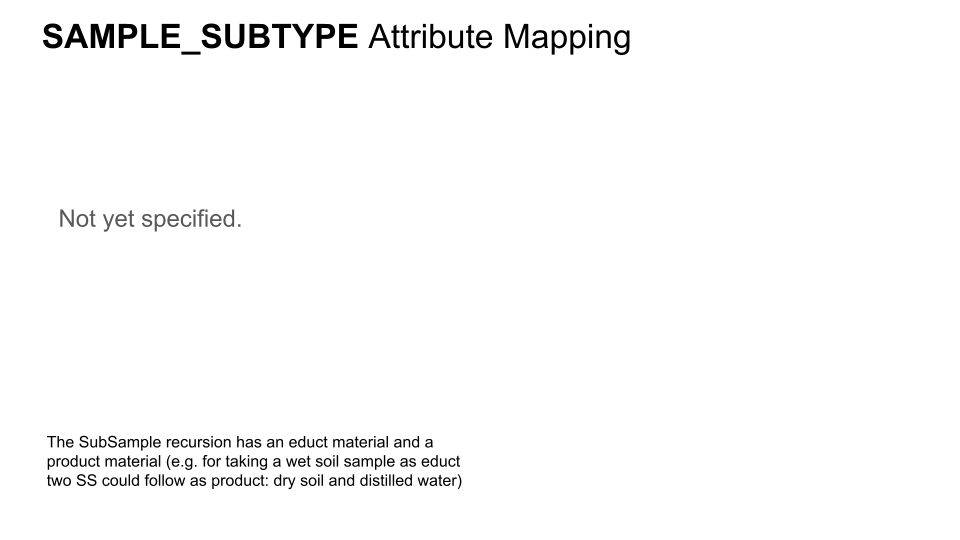 SAMPLE_SUBTYPE Attribute Mapping
Not yet specified.
The SubSample recursion has an educt material and a
product material (e.g. for taking a wet soil sample as educt
two SS could follow as product: dry soil and distilled water)